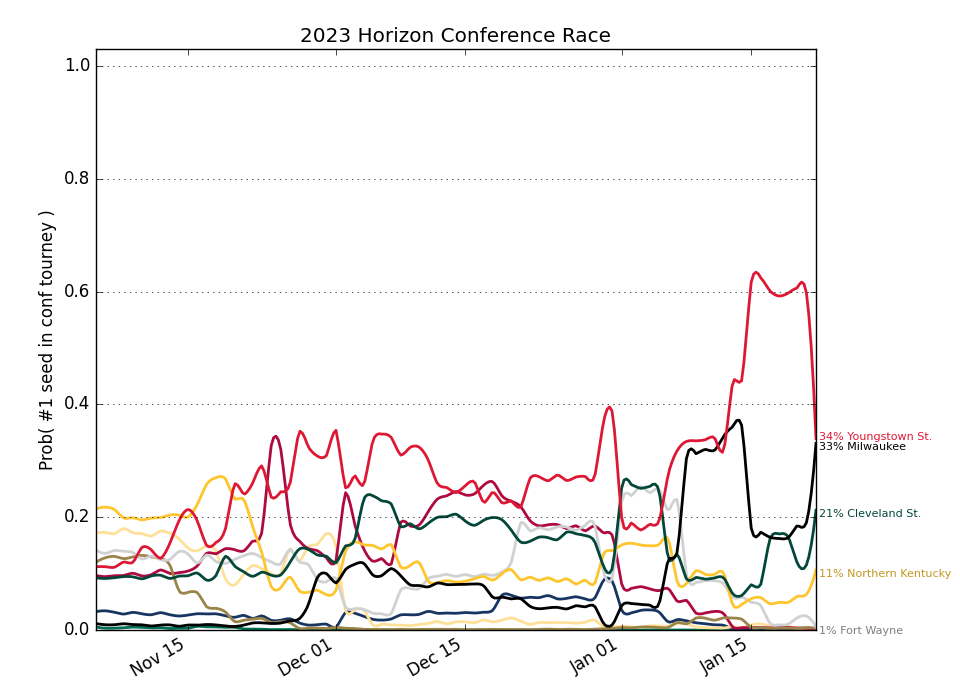 2023 Horizon Conference Race
Prob( #1 seed in conf tourney )
1.0
0.8
0.6
0.4
0.2
0.0
Nov 15
Dec 01
Dec 15
Jan 01
Jan 15
34% Youngstown St.
33% Milwaukee
21% Cleveland St.
11% Northern Kentucky
1% Fort Wayne